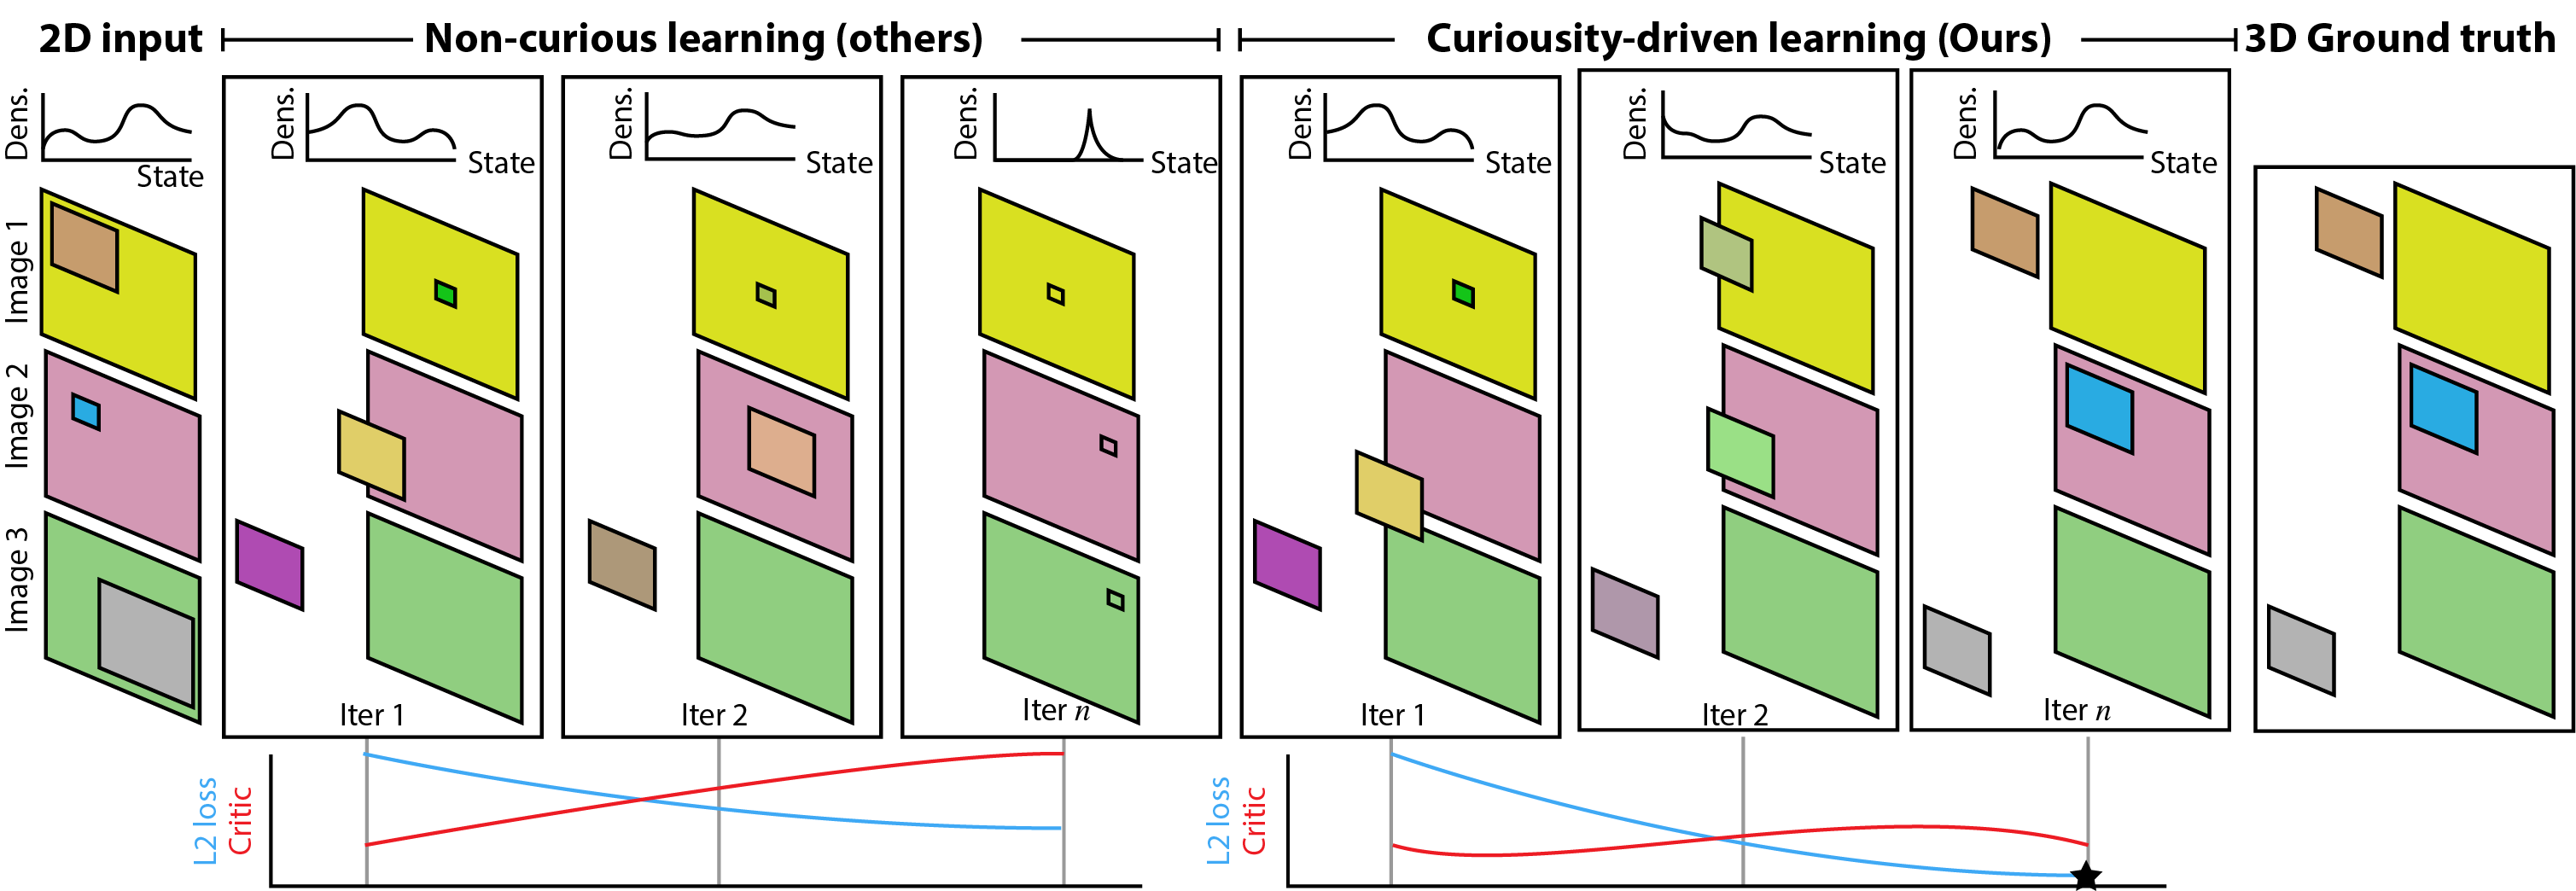 2D input
Non-curious learning (others)
Curiousity-driven learning (Ours)
3D Ground truth
Dens.
State
Dens.
State
Dens.
State
Dens.
State
Dens.
State
Dens.
State
Dens.
State
Image 1
Image 2
Image 3
Iter 1
Iter 2
Iter n
Iter 1
Iter 2
Iter n
L2 loss
Critic
L2 loss
Critic